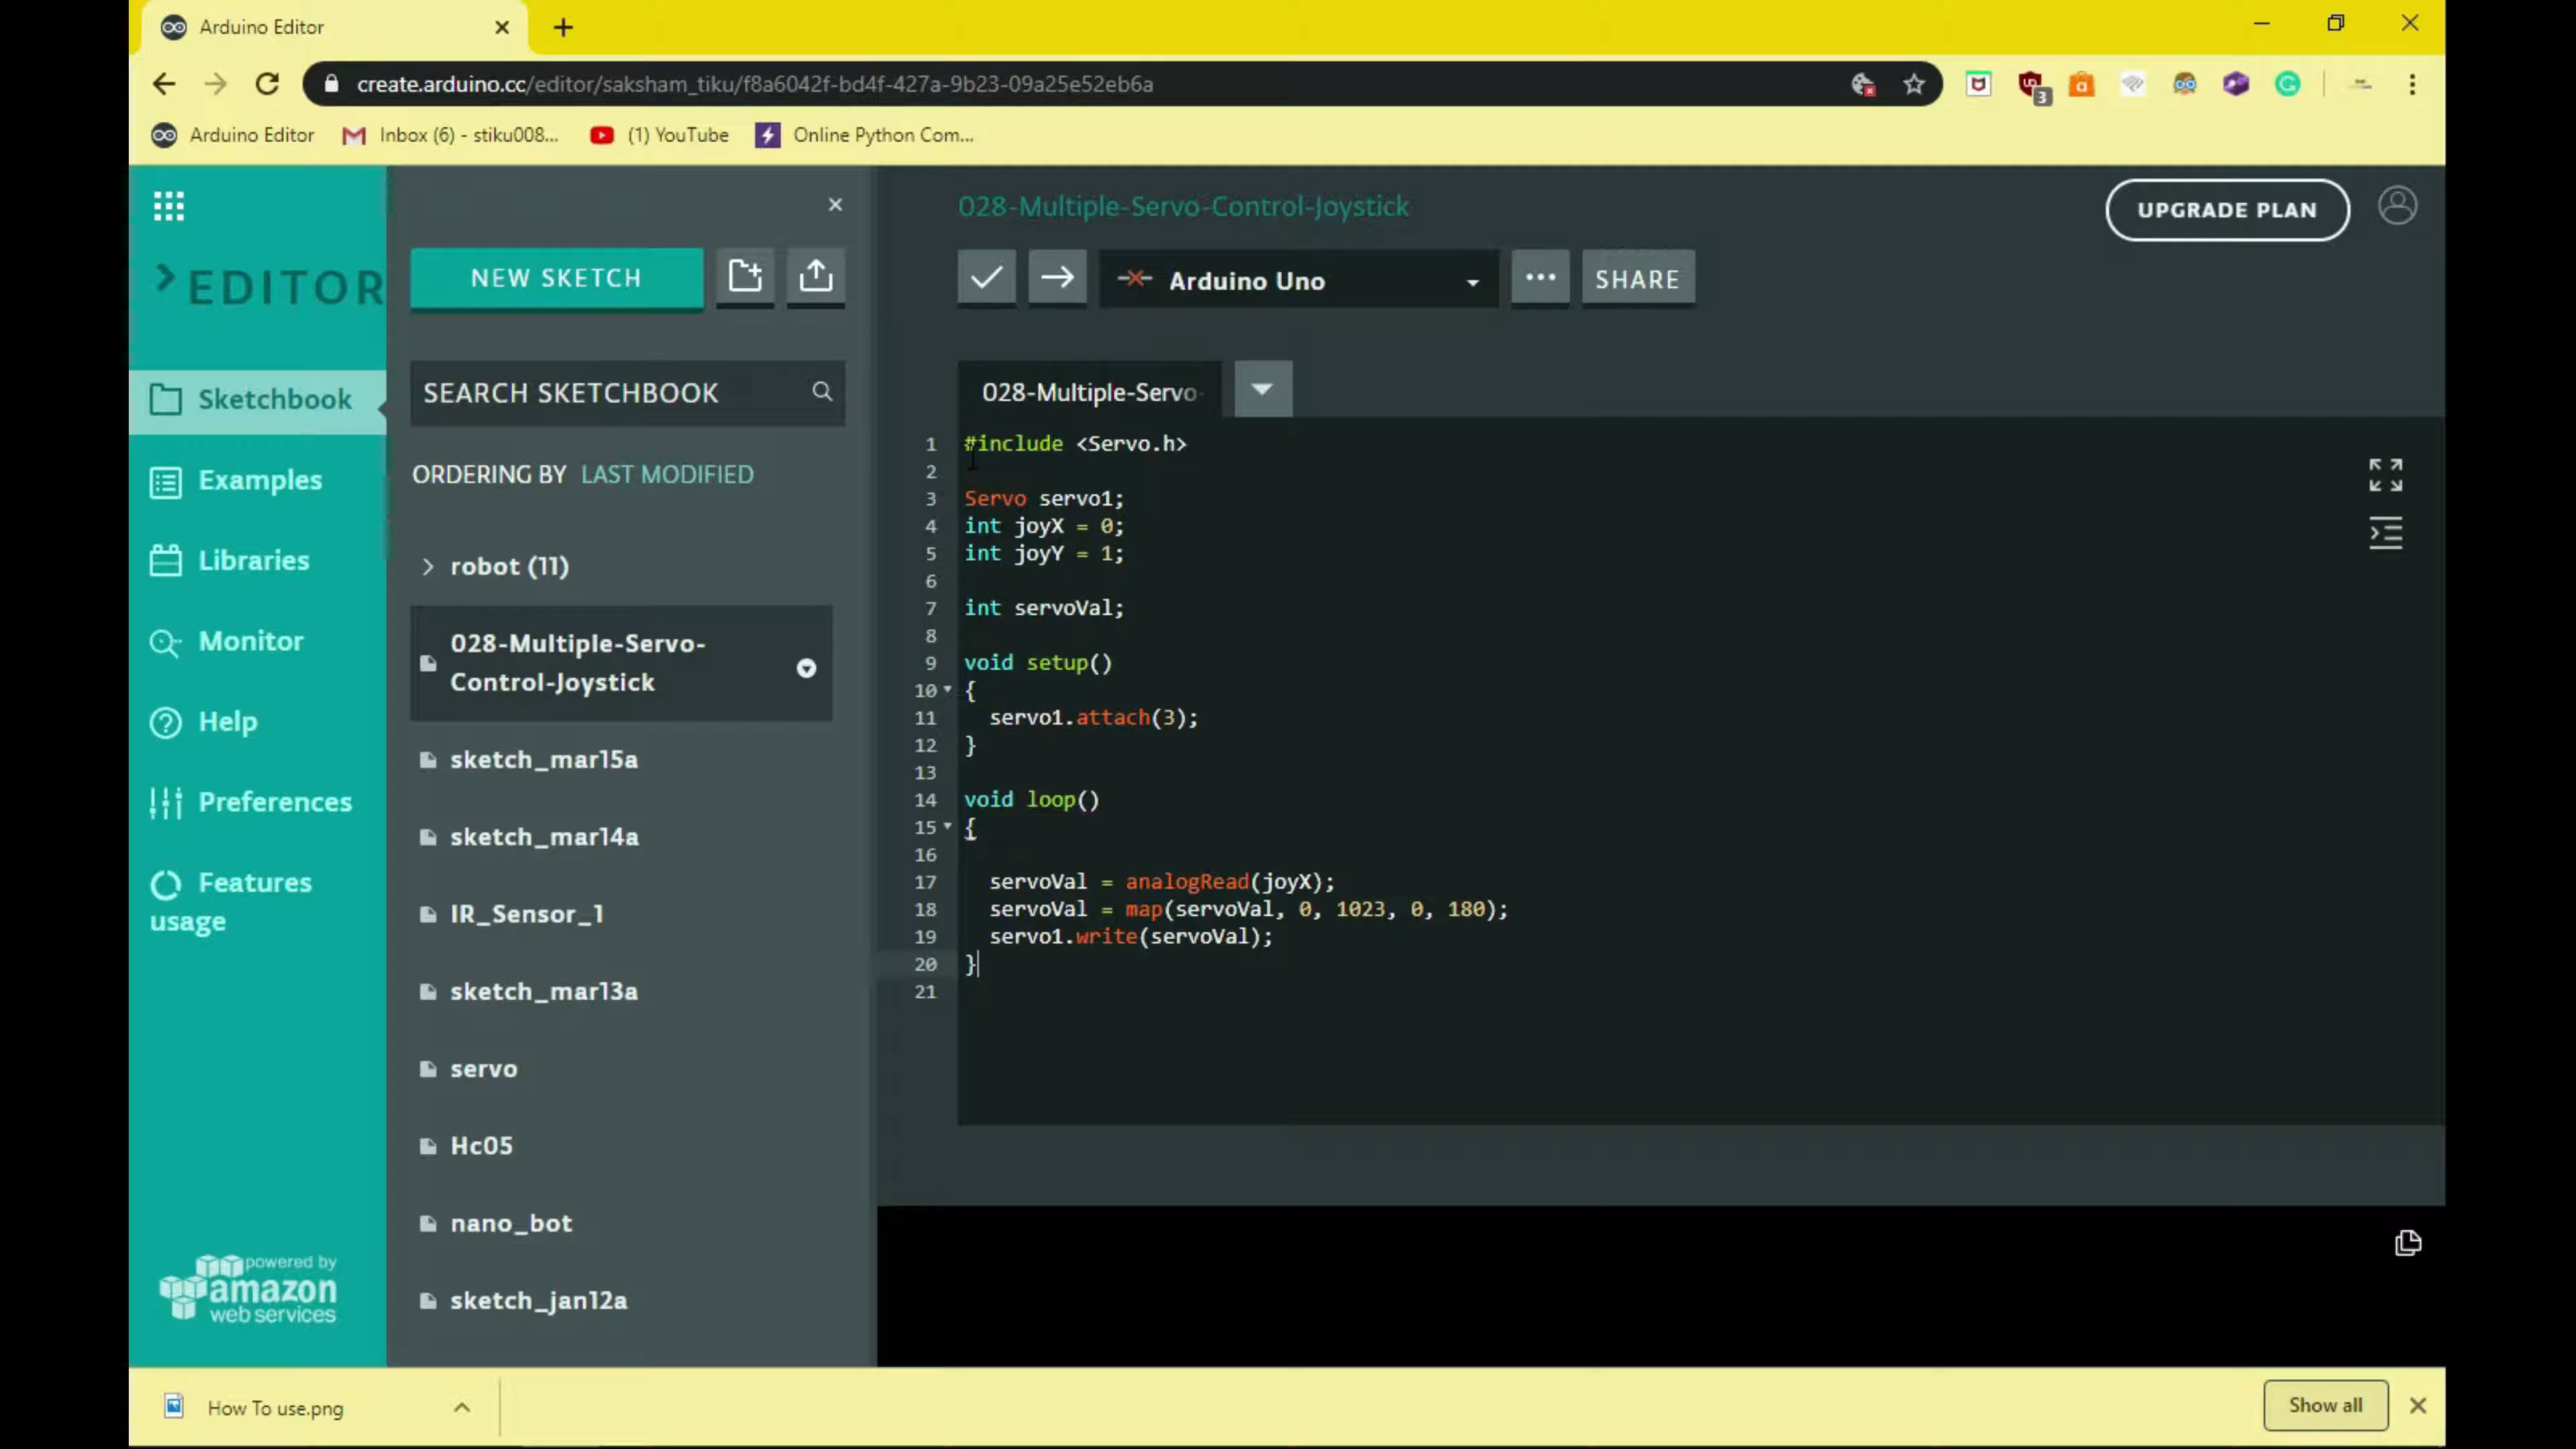 Arduino Editor
create.arduino.cc/editor/saksham_tiku/f8a6042f-bd4f-427a-9b23-09a25e52eb6a
3
Arduino Editor
Inbox (6) - stiku008...
(1) YouTube
Online Python Com...
EDITOR
Sketchbook
Examples
Libraries
Monitor
Help
Preferences
Features
usage
powered by
amazon
web services
NEW SKETCH
SEARCH SKETCHBOOK
ORDERING BY LAST MODIFIED
robot (11)
028-Multiple-Servo-
Control-Joystick
sketch_mar15a
sketch_mar14a
IR_Sensor_1
sketch_mar13a
servo
Hc05
nano_bot
sketch_jan12a
028-Multiple-Servo-Control-Joystick
UPGRADE PLAN
Arduino Uno
SHARE
028-Multiple-Servo-
1 #include <Servo.h>
2
3 Servo servo1;
4 int joyX = 0;
5 int joyY = 1;
6
7 int servoVal;
8
9 void setup()
10 {
11 servo1.attach(3);
12 }
13
14 void loop()
15 {
16
17 servoVal = analogRead(joyX);
18 servoVal = map(servoVal, 0, 1023, 0, 180);
19 servo1.write(servoVal);
20 }
21
How To use.png
Show all